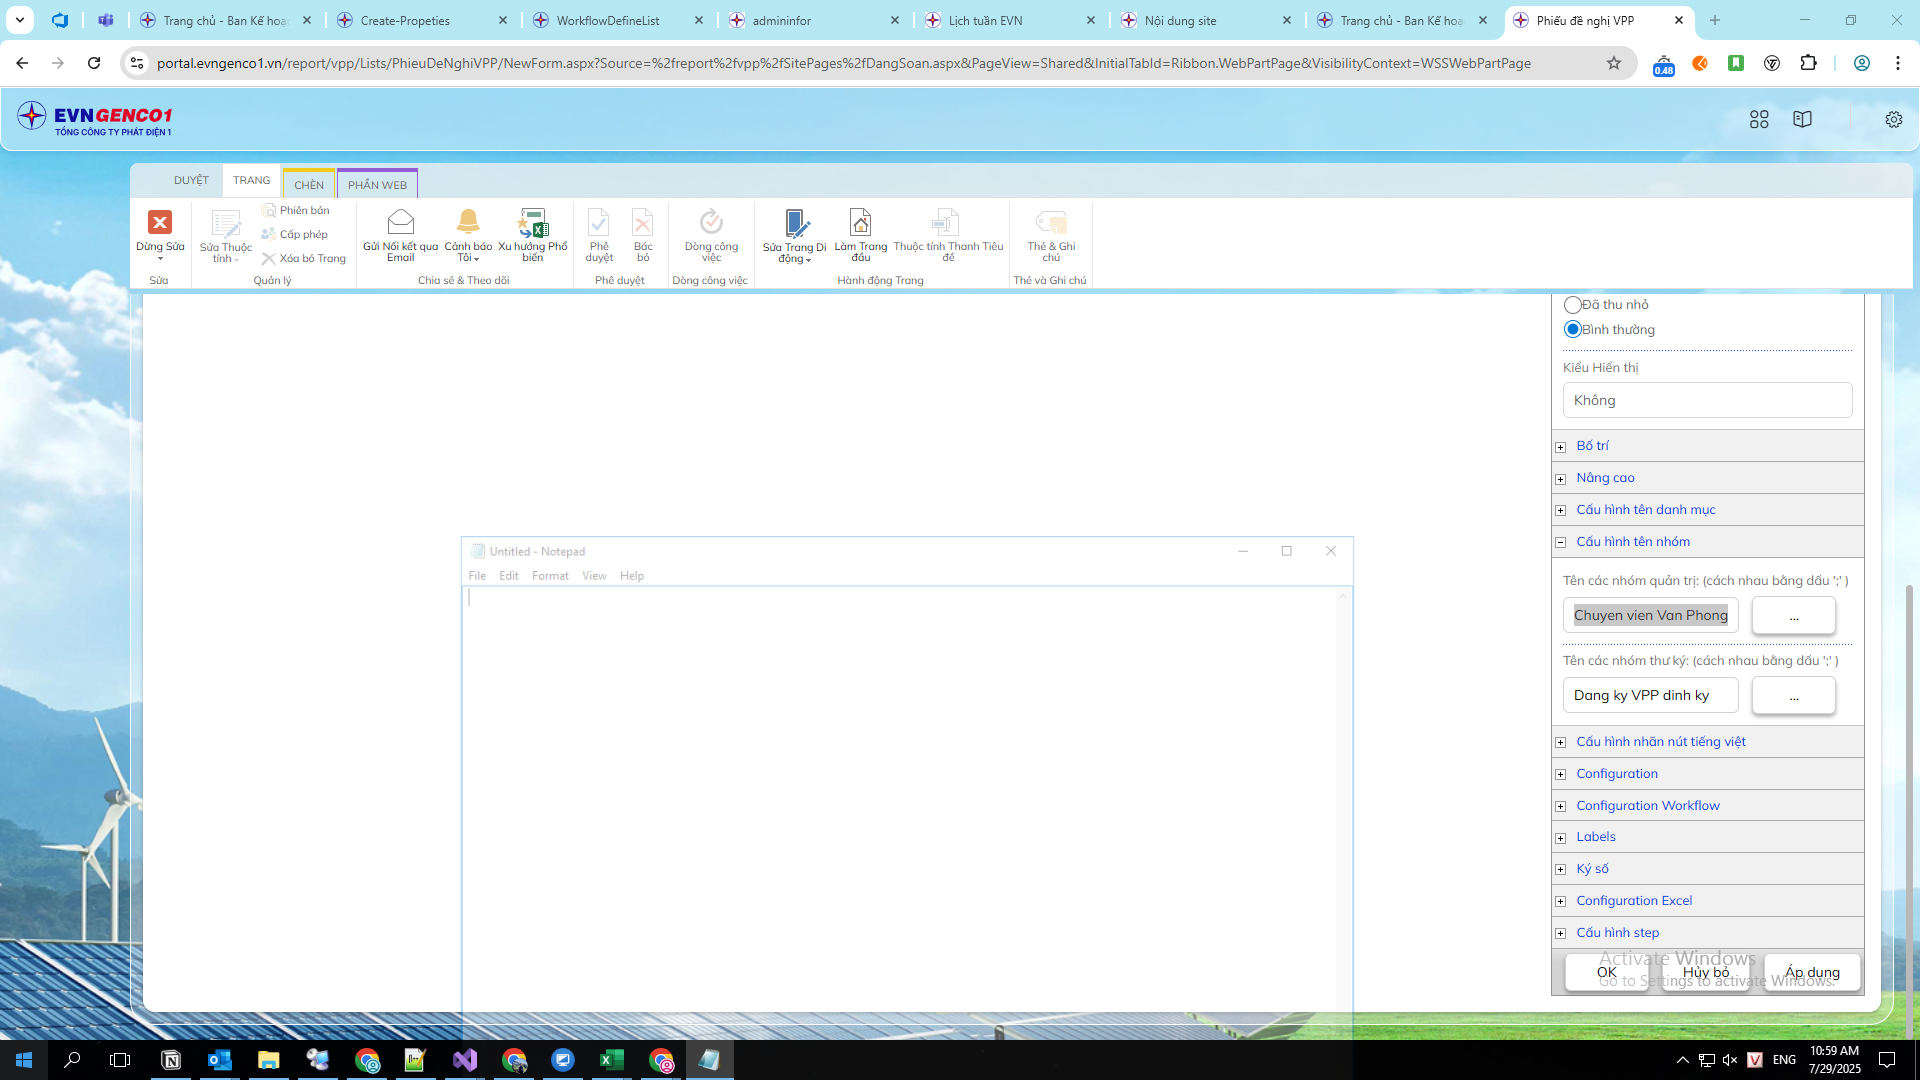 Trang chủ - Ban Kế hoạ
Create-Propeties
WorkflowDefineList
admininfor
Lịch tuần EVN
Nội dung site
Trang chủ - Ban Kế hoạ
Phiếu đề nghị VPP
portal.evngenco1.vn/report/vpp/Lists/PhieuDeNghiVPP/NewForm.aspx?Source=%2freport%2fvpp%2fSitePages%2fDangSoan.aspx&PageView=Shared&InitialTabId=Ribbon.WebPartPage&VisibilityContext=WSSWebPartPage
0.48
EVNGENCO1
TỔNG CÔNG TY PHÁT ĐIỆN 1
DUYỆT
TRANG
CHÈN
PHẦN WEB
Dừng Sửa
Sửa
Sửa Thuộc
tính
Phiên bản
Cấp phép
Xóa bỏ Trang
Quản lý
Gửi Nối kết qua
Email
Cảnh báo
Tôi
Xu hướng Phổ
biến
Chia sẻ & Theo dõi
Phê
duyệt
Bác
bỏ
Phê duyệt
Dòng công
việc
Dòng công việc
Sửa Trang Di
động
Làm Trang
đầu
Thuộc tính Thanh Tiêu
đề
Hành động Trang
Thẻ & Ghi
chú
Thẻ và Ghi chú
Đã thu nhỏ
Bình thường
Kiểu Hiển thị
Không
Bố trí
Nâng cao
Cấu hình tên danh mục
Cấu hình tên nhóm
Tên các nhóm quản trị: (cách nhau bằng dấu ';' )
Chuyen vien Van Phong
...
Tên các nhóm thư ký: (cách nhau bằng dấu ';' )
Dang ky VPP dinh ky
...
Cấu hình nhãn nút tiếng việt
Configuration
Configuration Workflow
Labels
Ký số
Configuration Excel
Cấu hình step
OK
Hủy bỏ
Áp dụng
Activate Windows
Go to Settings to activate Windows.
Untitled - Notepad
File Edit Format View Help
ENG
10:59 AM
7/29/2025